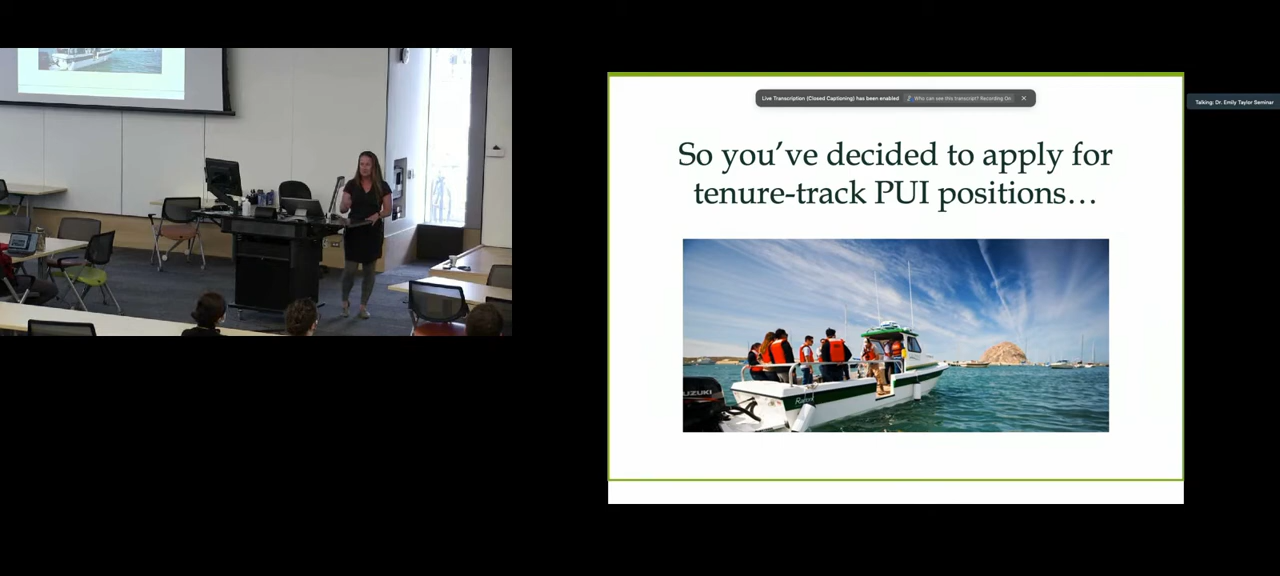 Live Transcription (Closed Captioning) has been enabled
Who can see this transcript? Recording On
Talking: Dr. Emily Taylor Seminar
So you've decided to apply for
tenure-track PUI positions…
SUZUKI